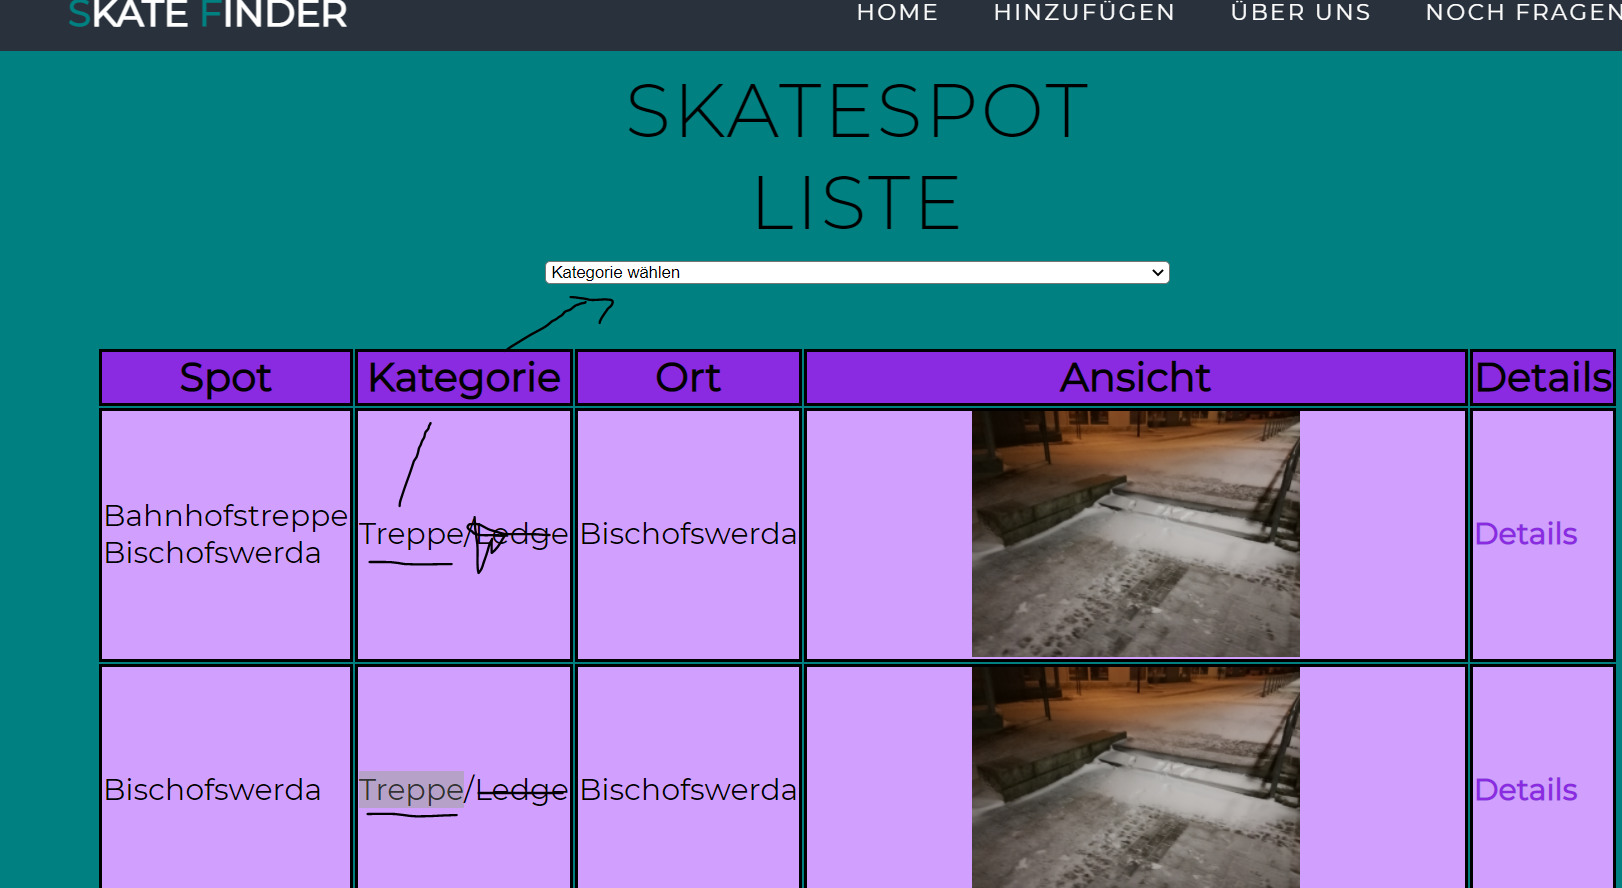 SKATE FINDER
HOME HINZUFÜGEN ÜBER UNS NOCH FRAGEN
SKATESPOT
LISTE
Kategorie wählen
Spot Kategorie Ort Ansicht Details
Bahnhofstreppe
Bischofswerda
Treppe/Ledge
Bischofswerda
Details
Bischofswerda
Treppe/Ledge
Bischofswerda
Details